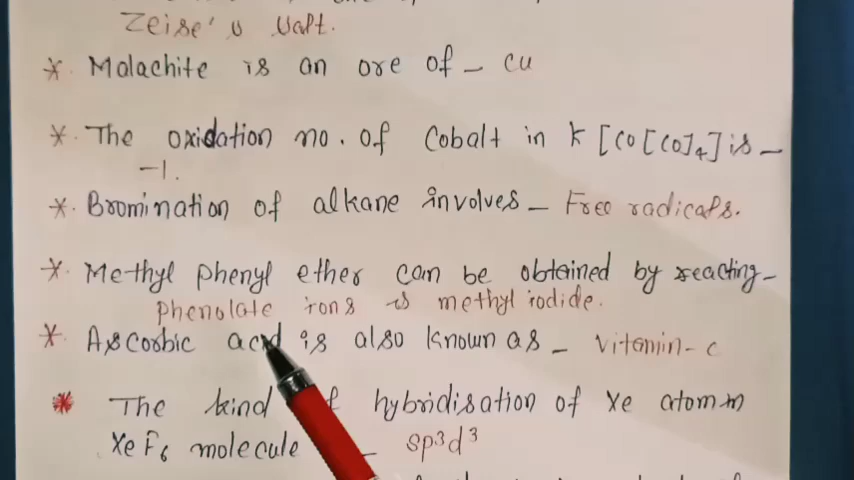 Zeise's Salt.
* Malachite is an ore of _ Cu
* The oxidation no. of Cobalt in K [CO[CO]4] is _
-1.
* Bromination of alkane involves _ Free radicals.
* Methyl phenyl ether can be obtained by reacting -
phenolate ions is methyl iodide.
* Ascorbic acid is also known as _ vitamin - c
* The kind of hybridisation of Xe atom in
XeF6 molecule _ sp3d3